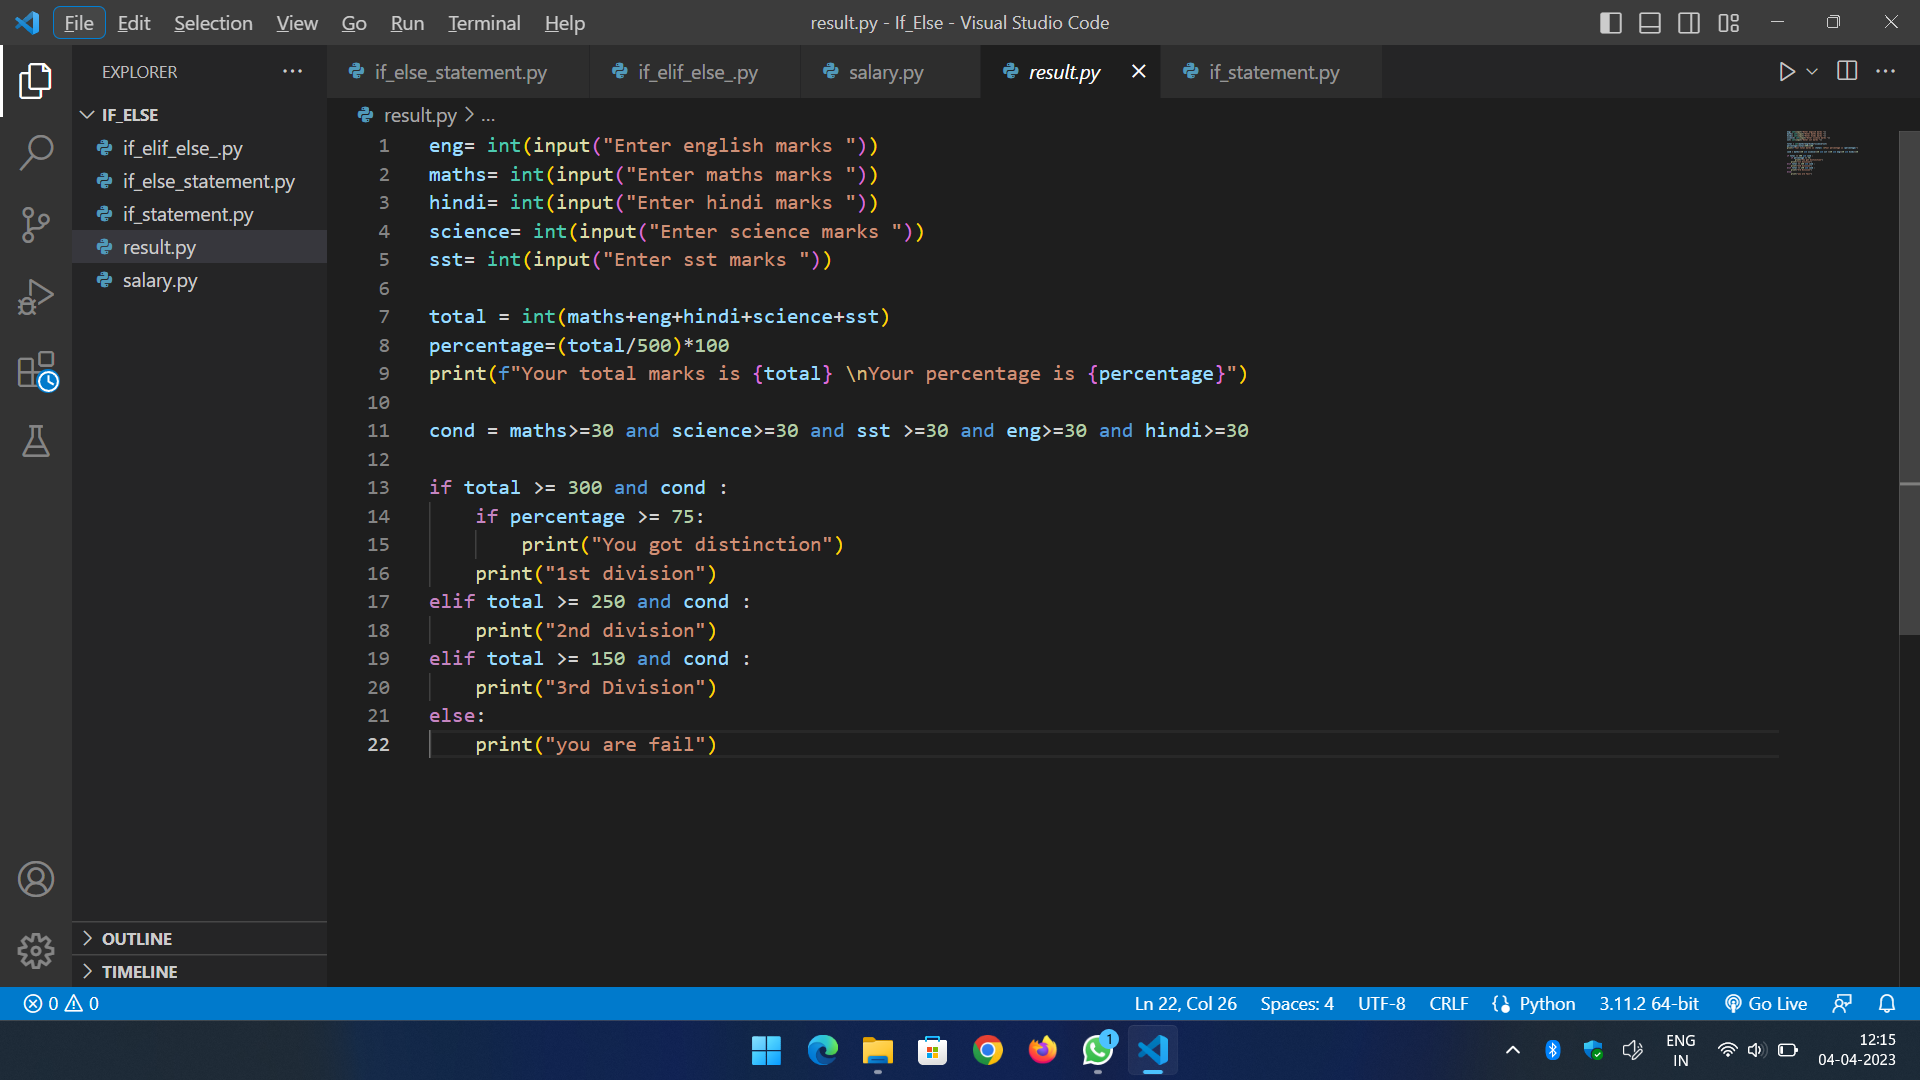 File Edit Selection View Go Run Terminal Help
result.py - If_Else - Visual Studio Code
EXPLORER
if_else_statement.py
if_elif_else_.py
salary.py
result.py
if_statement.py
IF_ELSE
if_elif_else_.py
if_else_statement.py
if_statement.py
result.py
salary.py
OUTLINE
TIMELINE
result.py > ...
1 eng= int(input("Enter english marks "))
2 maths= int(input("Enter maths marks "))
3 hindi= int(input("Enter hindi marks "))
4 science= int(input("Enter science marks "))
5 sst= int(input("Enter sst marks "))
6
7 total = int(maths+eng+hindi+science+sst)
8 percentage=(total/500)*100
9 print(f"Your total marks is {total} \nYour percentage is {percentage}")
10
11 cond = maths>=30 and science>=30 and sst >=30 and eng>=30 and hindi>=30
12
13 if total >= 300 and cond :
14     if percentage >= 75:
15         print("You got distinction")
16     print("1st division")
17 elif total >= 250 and cond :
18     print("2nd division")
19 elif total >= 150 and cond :
20     print("3rd Division")
21 else:
22     print("you are fail")
0 0
Ln 22, Col 26 Spaces: 4 UTF-8 CRLF Python 3.11.2 64-bit Go Live
1
ENG
IN
12:15
04-04-2023